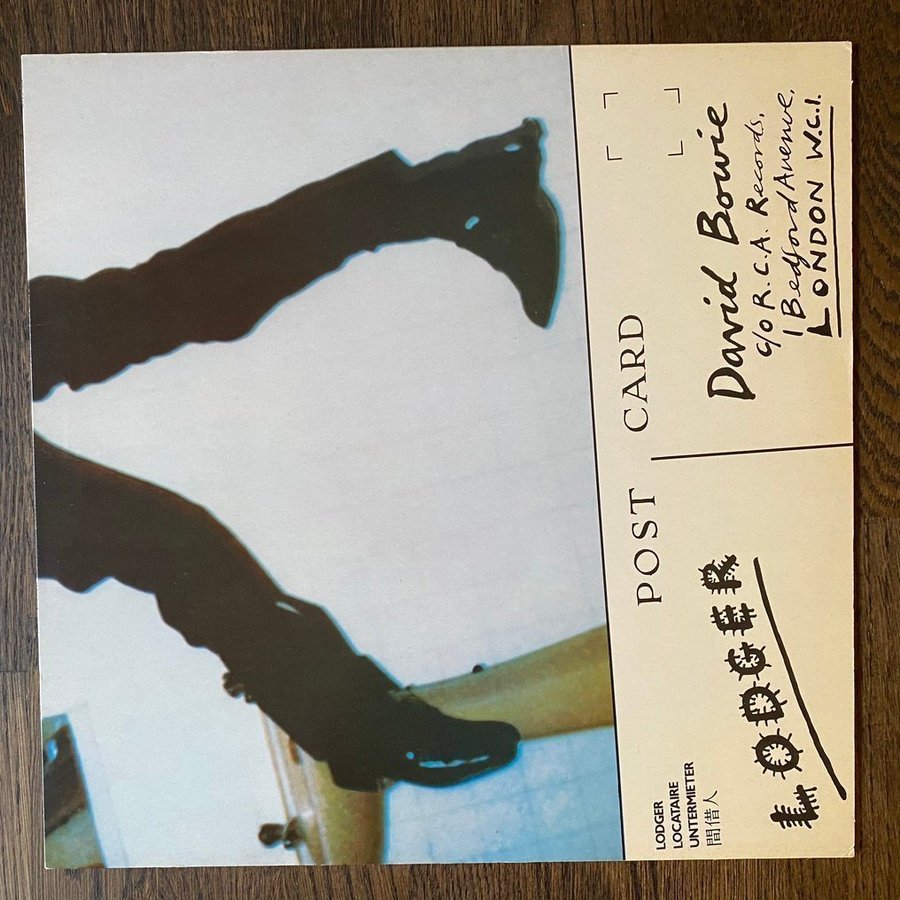 POST CARD
LODGER
David Bowie
c/o R.C.A. Records,
1 Bedford Avenue,
LONDON W.C.1.
LODGER
LOCATAIRE
UNTERMIETER
間借人